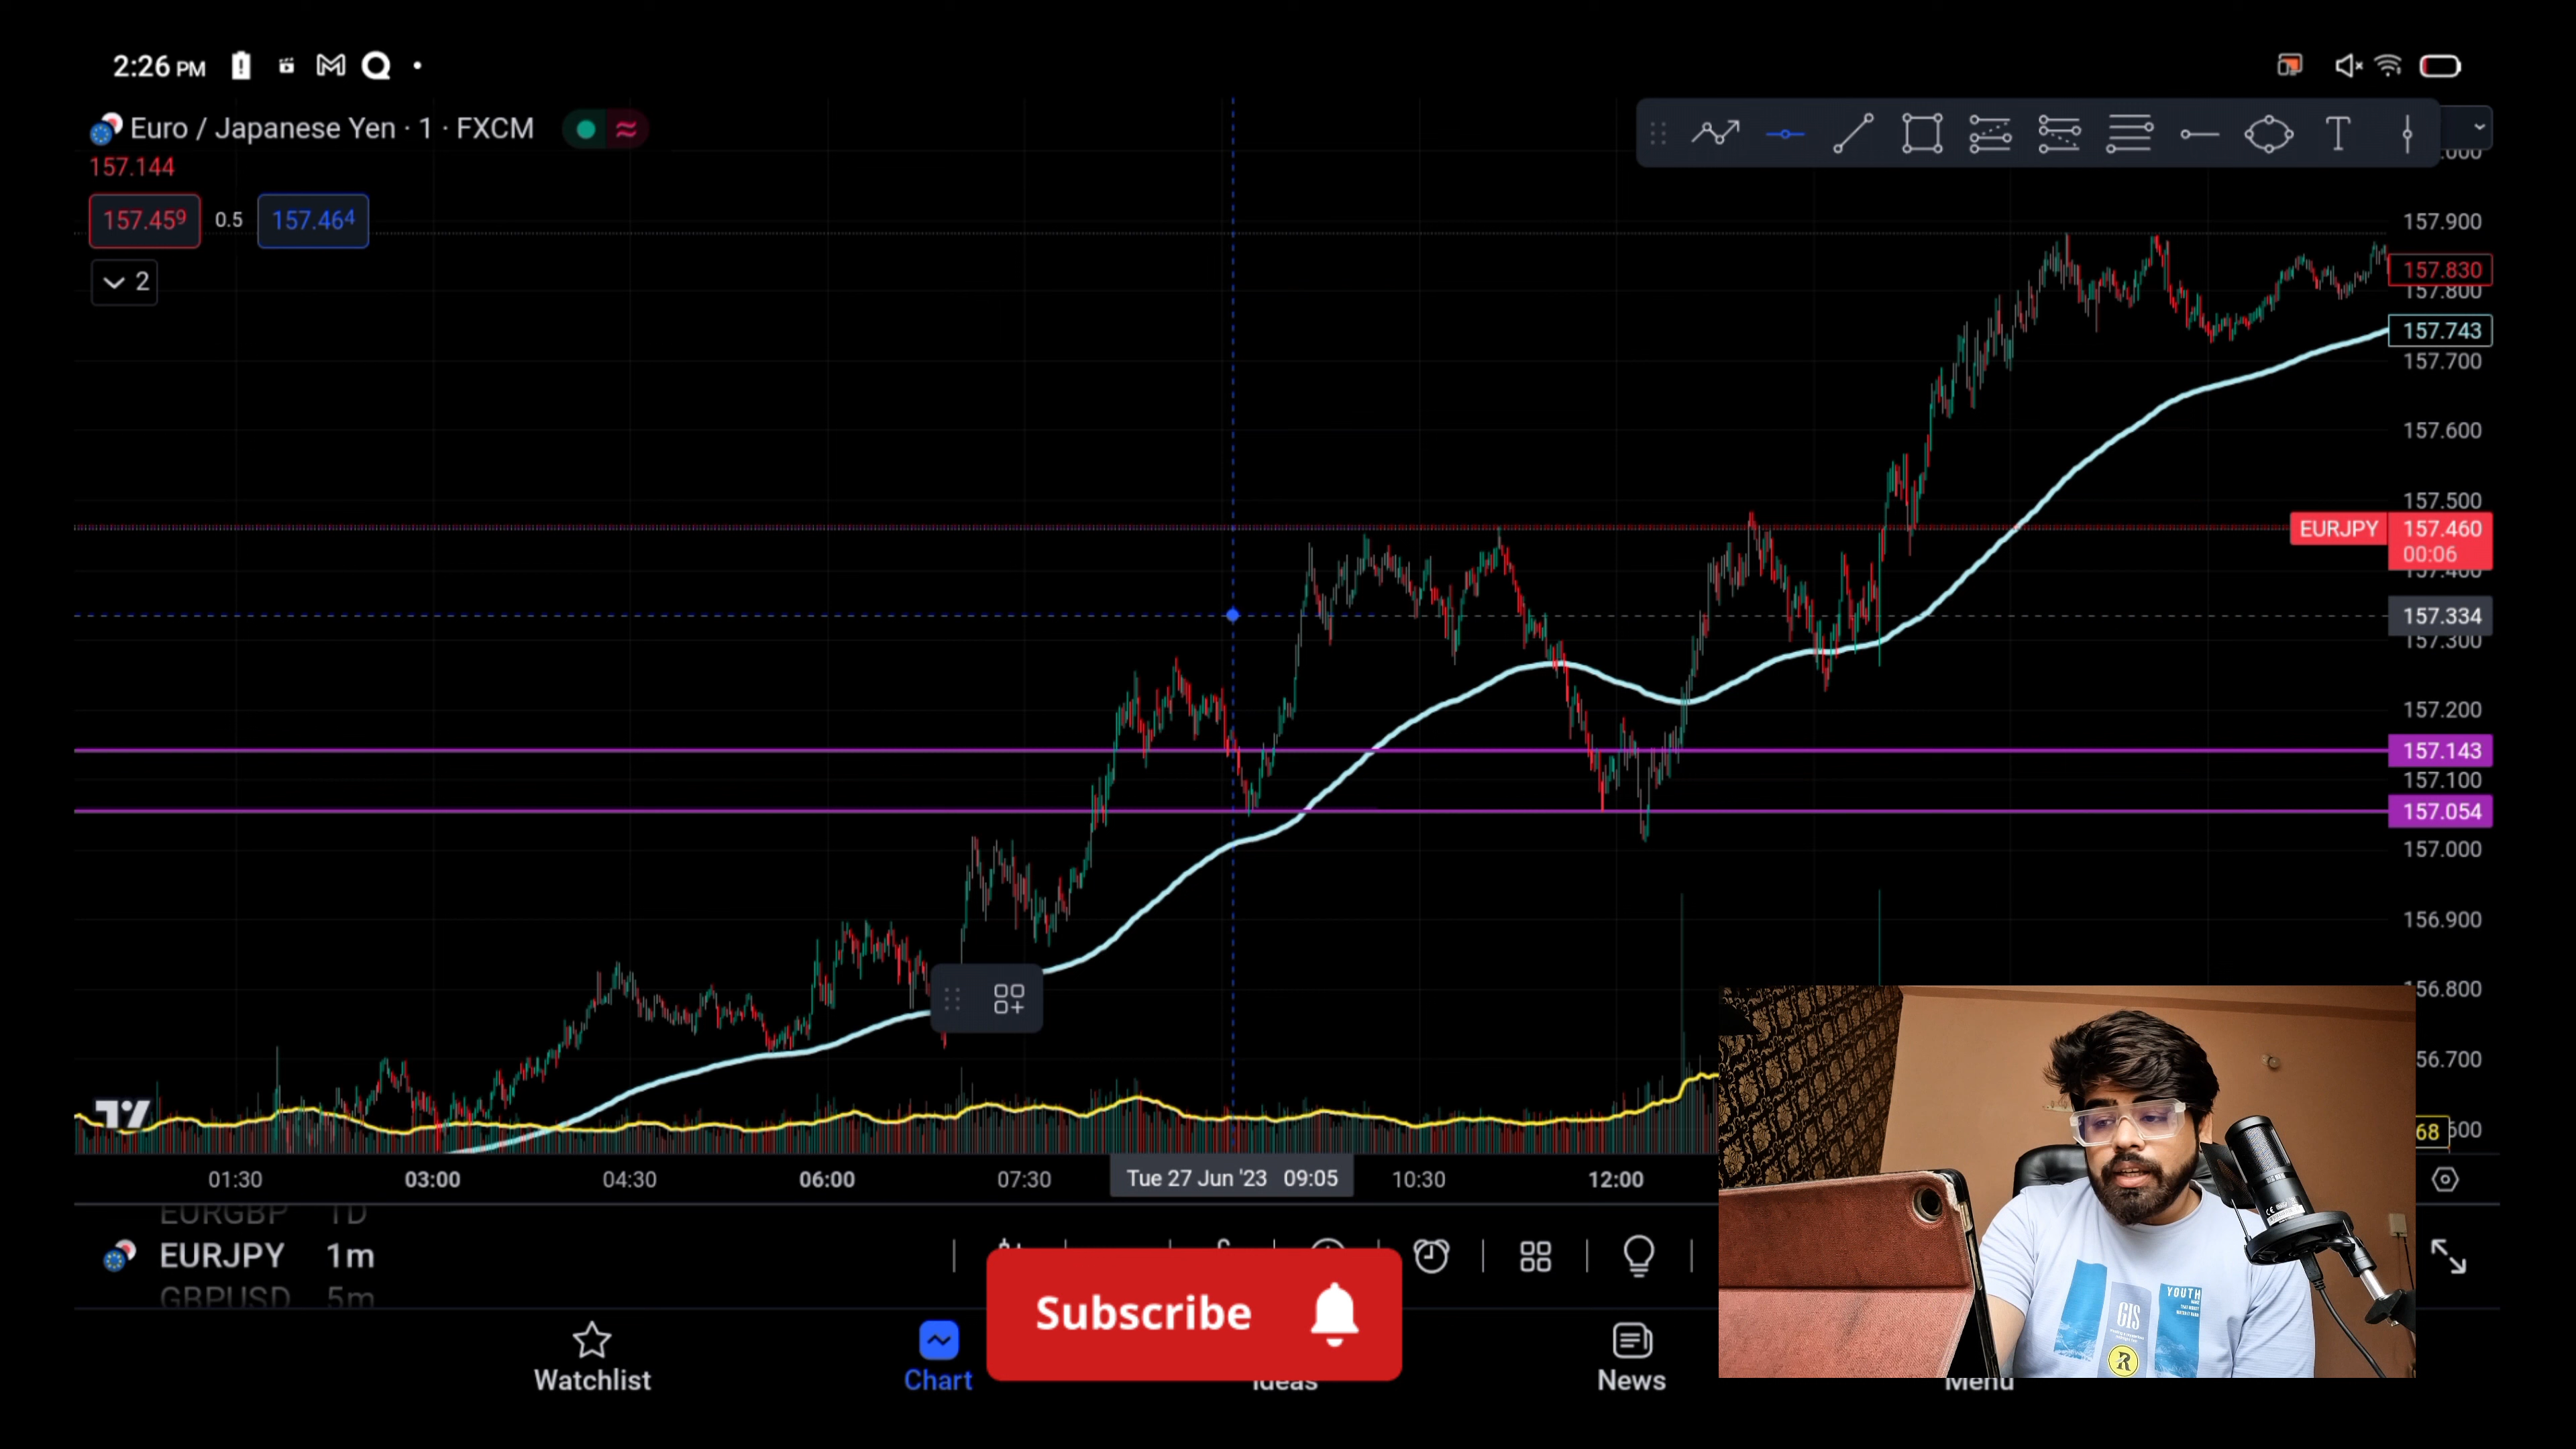 2:26 PM
Euro / Japanese Yen · 1 · FXCM
157.144
157.459 0.5 157.464
2
157.900
157.830
157.800
157.743
157.700
157.600
157.500
EURJPY 157.460
00:06
157.400
157.334
157.300
157.200
157.143
157.100
157.054
157.000
156.900
156.800
56.700
68
600
01:30 03:00 04:30 06:00 07:30 Tue 27 Jun '23 09:05 10:30 12:00
EURGBP 1D
EURJPY 1m
GBPUSD 5m
Subscribe
Watchlist Chart Ideas News Menu
YOUTH
GIS
R